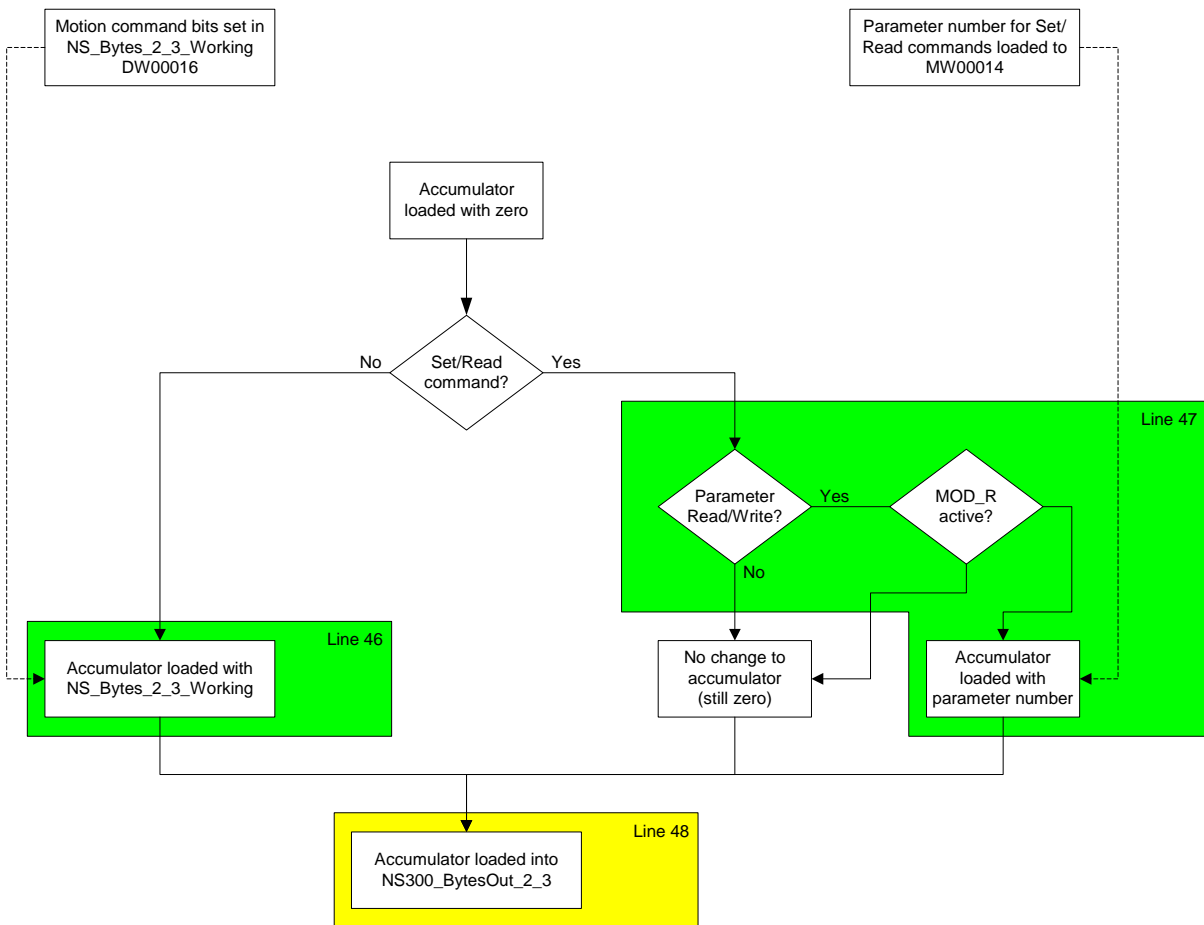 Motion command bits set in
NS_Bytes_2_3_Working
DW00016
Parameter number for Set/
Read commands loaded to
MW00014
Accumulator
loaded with zero
No
Set/Read
command?
Yes
Line 47
Parameter
Read/Write?
Yes
MOD_R
active?
No
Line 46
Accumulator loaded with
NS_Bytes_2_3_Working
No change to
accumulator
(still zero)
Accumulator
loaded with
parameter number
Line 48
Accumulator loaded into
NS300_BytesOut_2_3